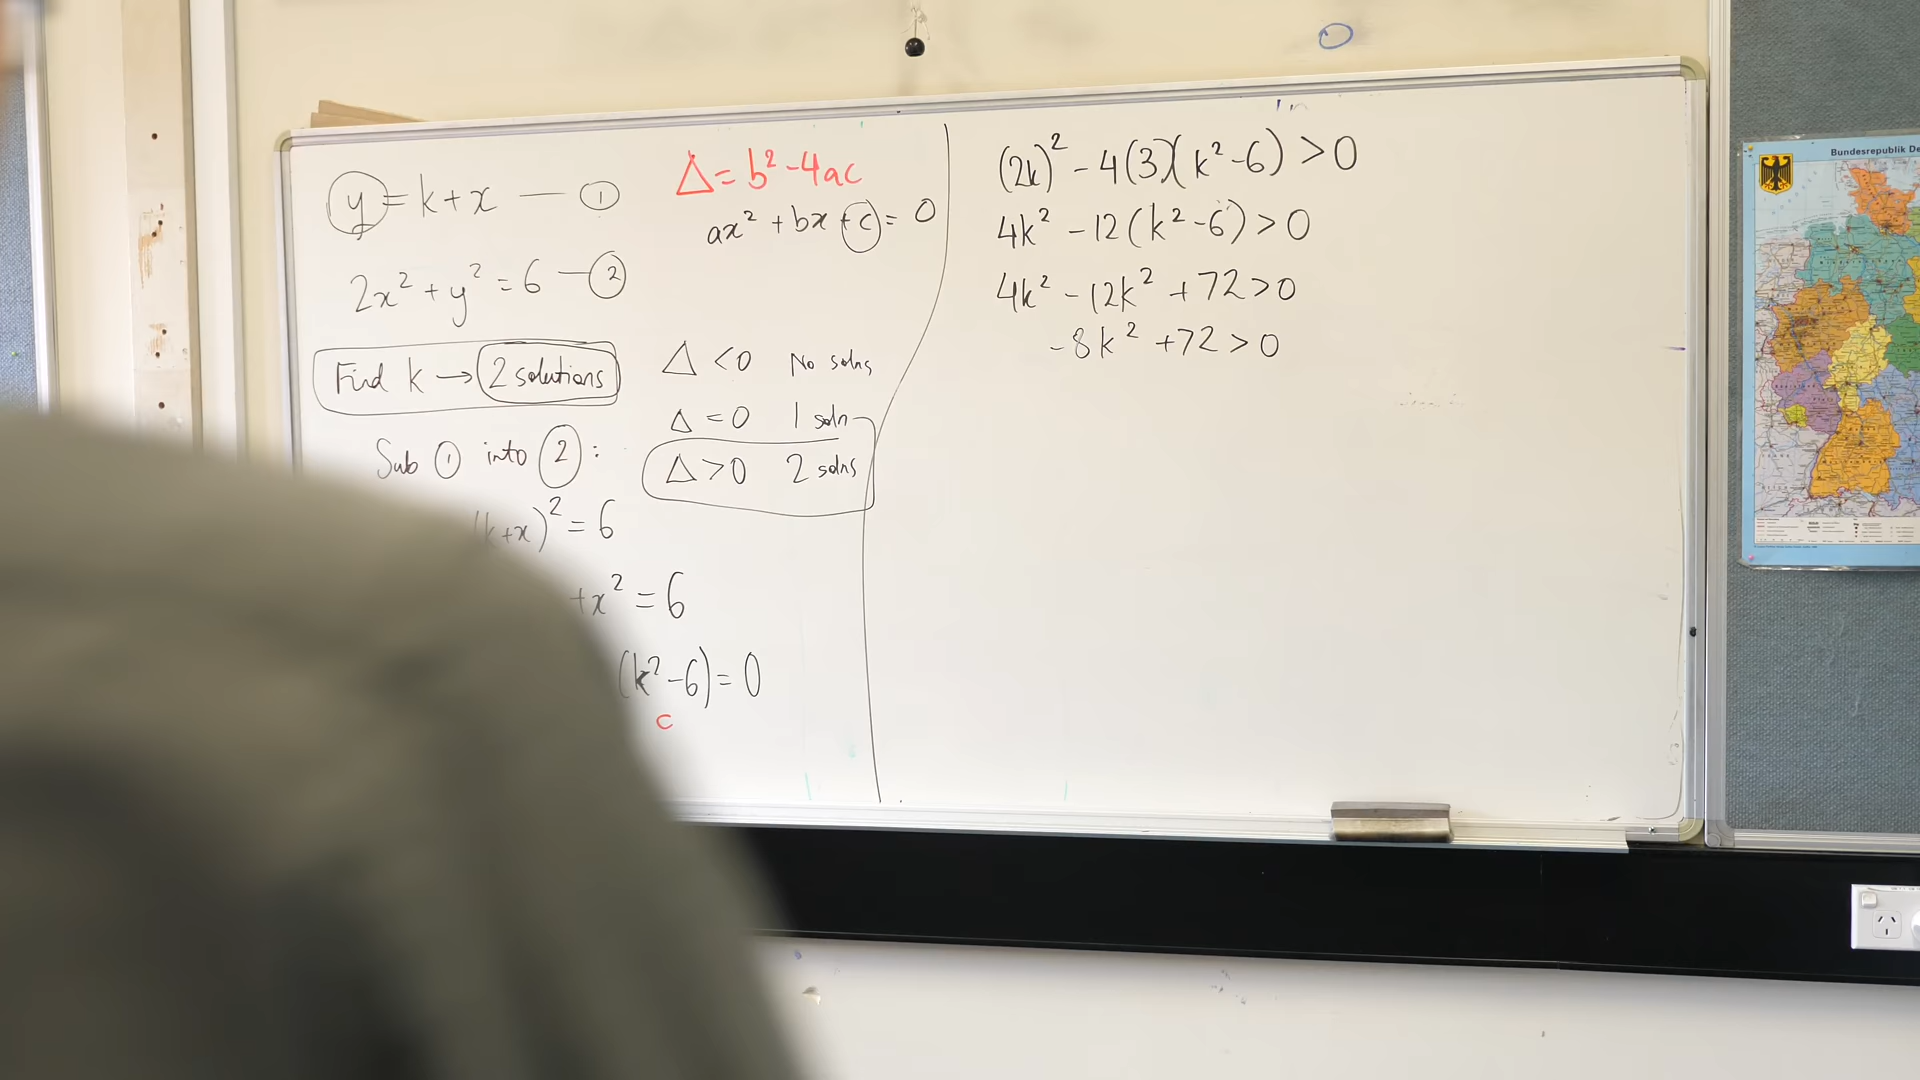 y = k + x — ①
2x² + y² = 6 — ②
Find k → 2 solutions
Sub ① into ② :
(k+x)² = 6
+x² = 6
(k²-6) = 0
c
Δ = b² - 4ac
ax² + bx + c = 0
Δ < 0 No solns
Δ = 0 1 soln
Δ > 0 2 solns
(2k)² - 4(3)(k²-6) > 0
4k² - 12(k²-6) > 0
4k² - 12k² + 72 > 0
-8k² + 72 > 0
Bundesrepublik De